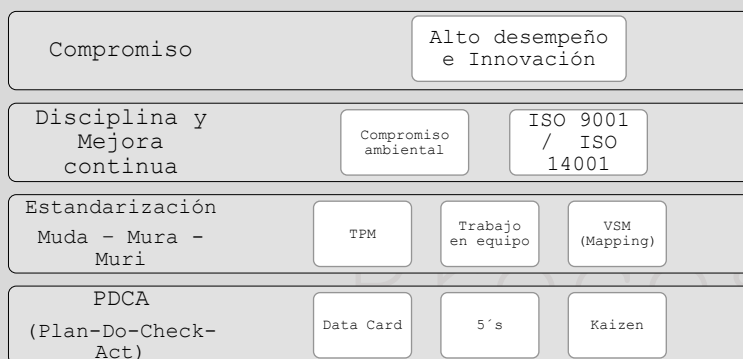 Compromiso
Alto desempeño
e Innovación
Disciplina y
Mejora
continua
Compromiso
ambiental
ISO 9001
/ ISO
14001
Estandarización
Muda – Mura -
Muri
TPM
Trabajo
en equipo
VSM
(Mapping)
PDCA
(Plan-Do-Check-
Act)
Data Card
5´s
Kaizen